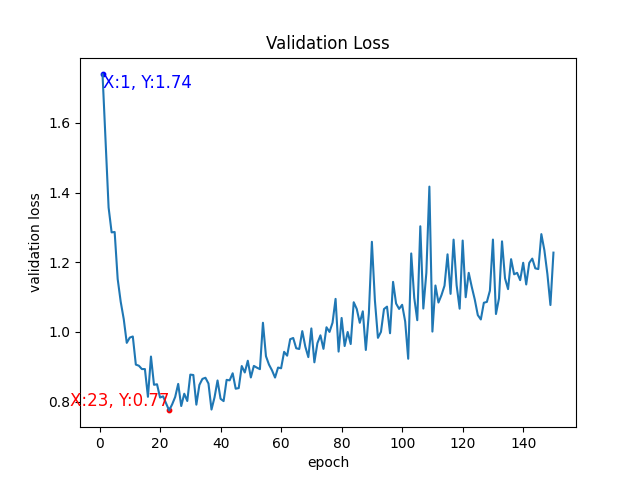 Validation Loss
X:1, Y:1.74
1.6
1.4
1.2
1.0
0.8
X:23, Y:0.77
validation loss
0
20
40
60
80
100
120
140
epoch